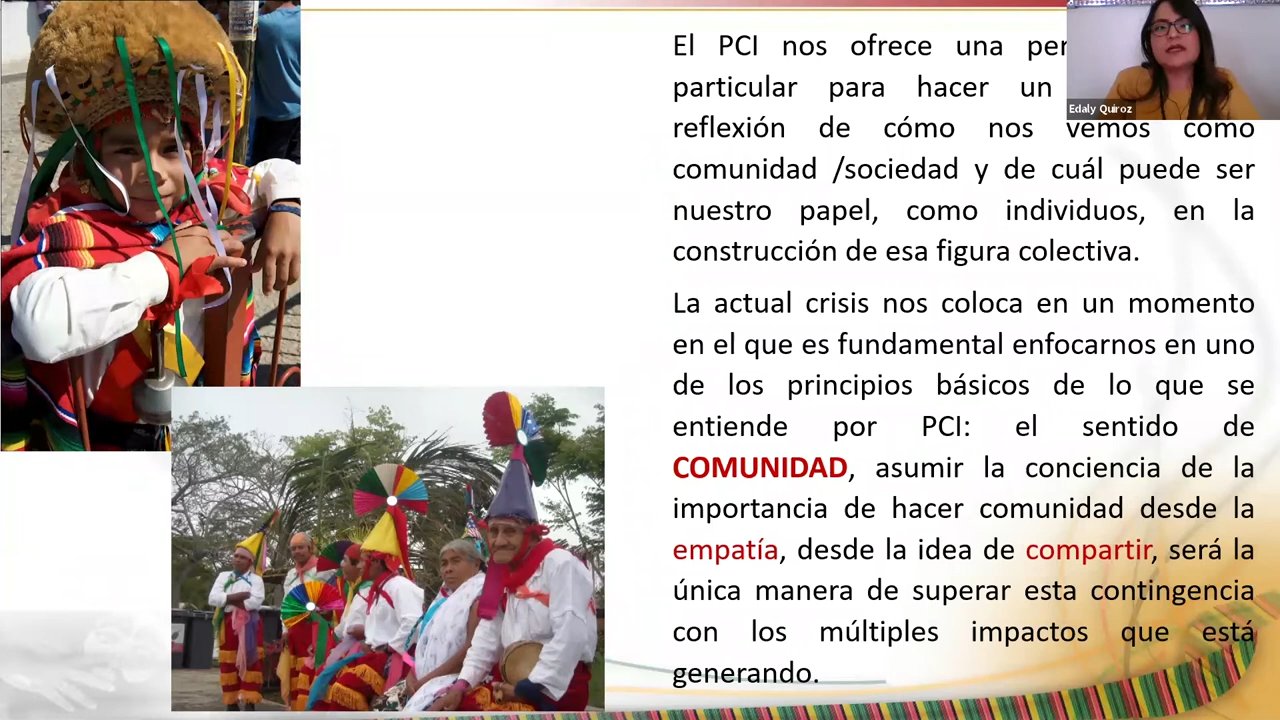 El PCI nos ofrece una
particular para hacer un
reflexión de cómo nos vemos como
comunidad /sociedad y de cuál puede ser
nuestro papel, como individuos, en la
construcción de esa figura colectiva.
La actual crisis nos coloca en un momento
en el que es fundamental enfocarnos en uno
de los principios básicos de lo que se
entiende por PCI: el sentido de
COMUNIDAD, asumir la conciencia de la
importancia de hacer comunidad desde la
empatía, desde la idea de compartir, será la
única manera de superar esta contingencia
con los múltiples impactos que está
generando.
Edaly Quiroz